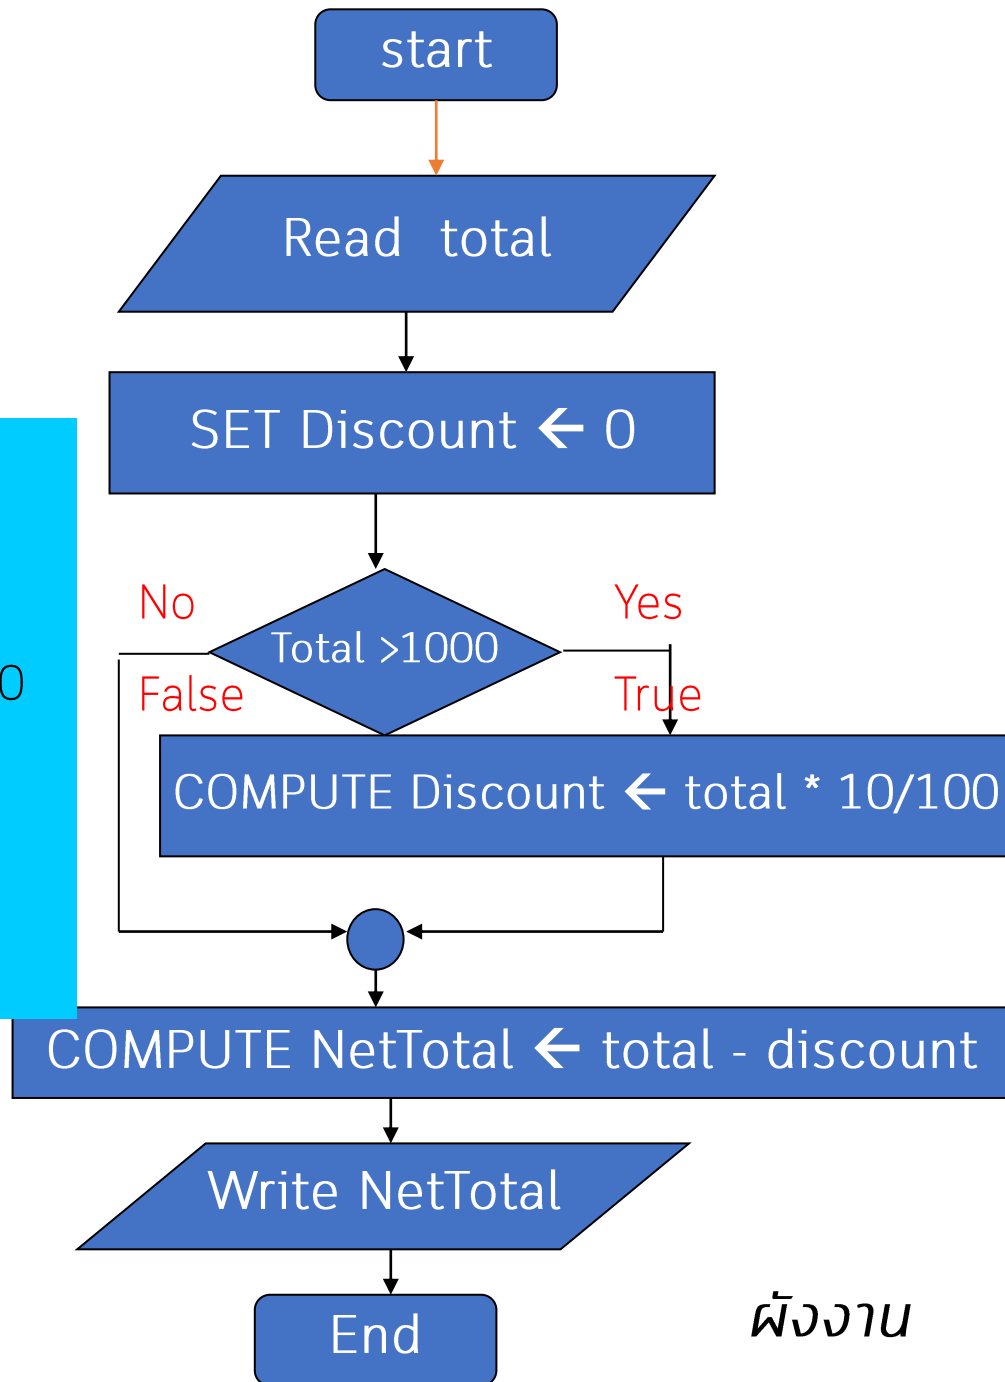 start
Read total
SET Discount ← 0
No
Yes
Total >1000
0
False
True
COMPUTE Discount ← total * 10/100
COMPUTE NetTotal ← total - discount
Write NetTotal
End
ผังงาน